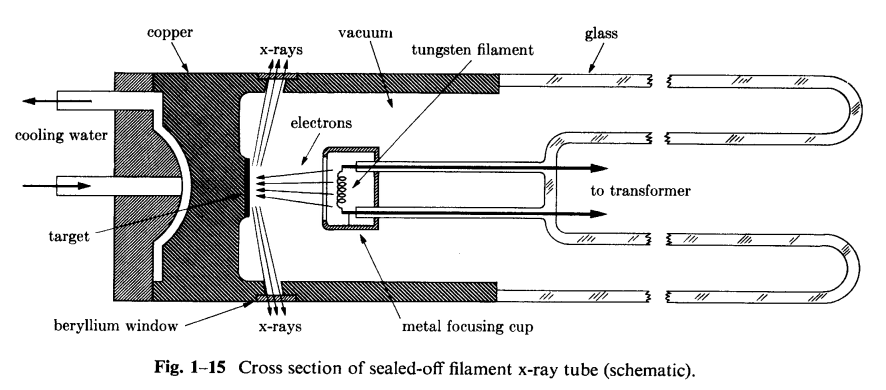 copper
vacuum
glass
x-rays
tungsten filament
electrons
cooling water
to transformer
target
beryllium window
x-rays
metal focusing cup
Fig. 1–15 Cross section of sealed-off filament x-ray tube (schematic).